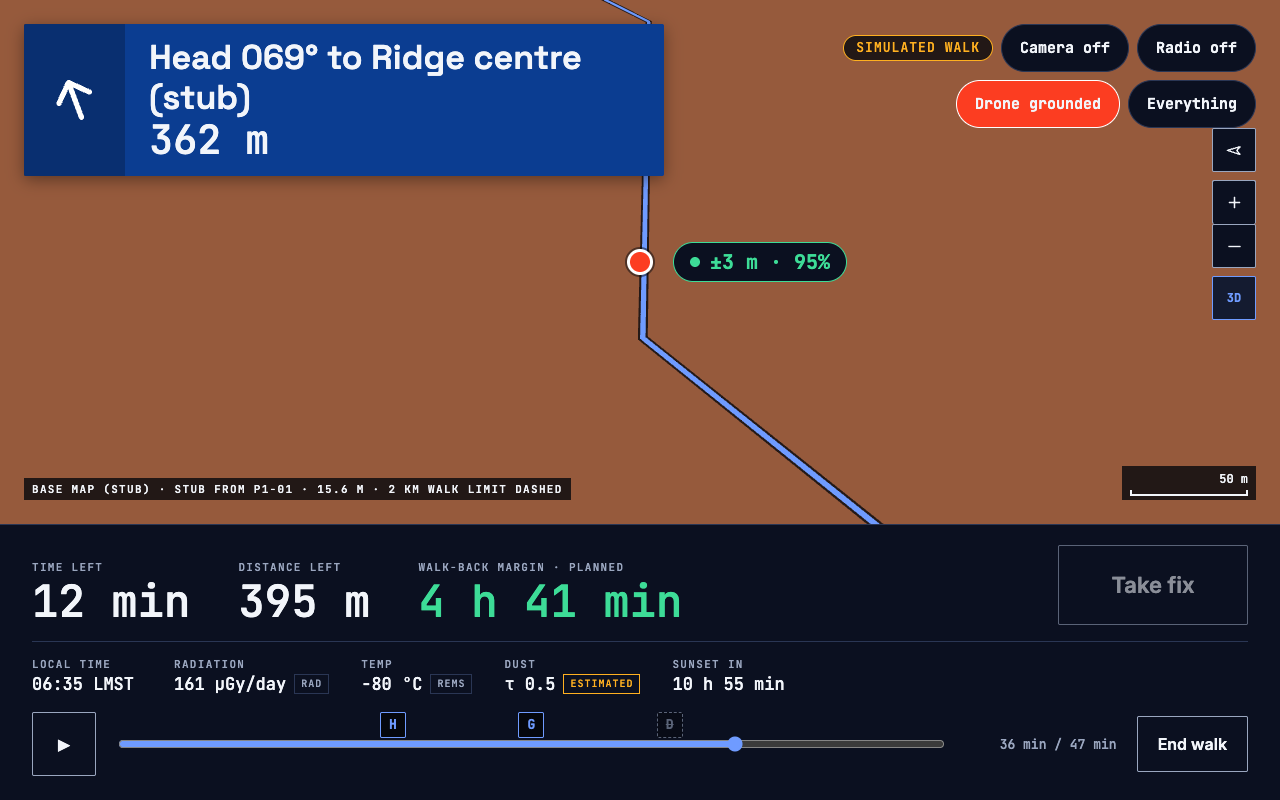 Head 069° to Ridge centre
(stub)
362 m
SIMULATED WALK
Camera off
Radio off
Drone grounded
Everything
+
−
3D
±3 m · 95%
BASE MAP (STUB) · STUB FROM P1-01 · 15.6 M · 2 KM WALK LIMIT DASHED
50 m
TIME LEFT
12 min
DISTANCE LEFT
395 m
WALK-BACK MARGIN · PLANNED
4 h 41 min
Take fix
LOCAL TIME
06:35 LMST
RADIATION
161 μGy/day RAD
TEMP
-80 °C REMS
DUST
τ 0.5 ESTIMATED
SUNSET IN
10 h 55 min
H
G
D
36 min / 47 min
End walk